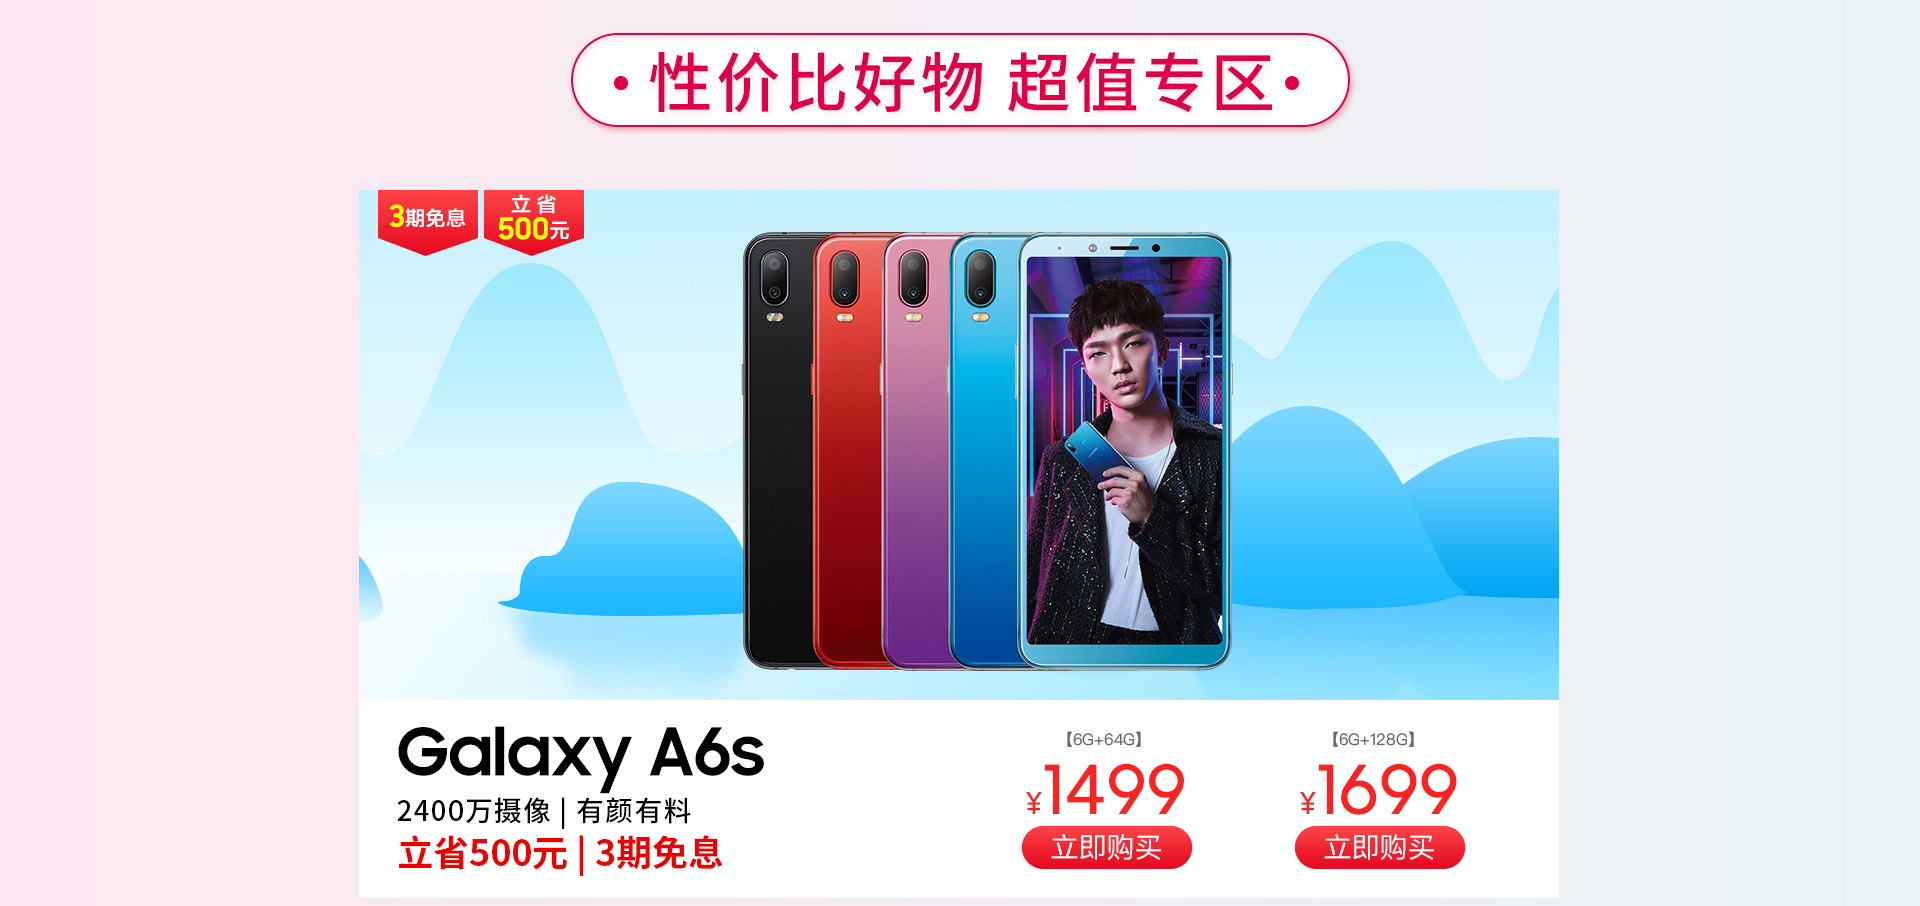 • 性价比好物 超值专区 •
3期免息
立省
500元
Galaxy A6s
2400万摄像 | 有颜有料
立省500元 | 3期免息
【6G+64G】
¥1499
立即购买
【6G+128G】
¥1699
立即购买